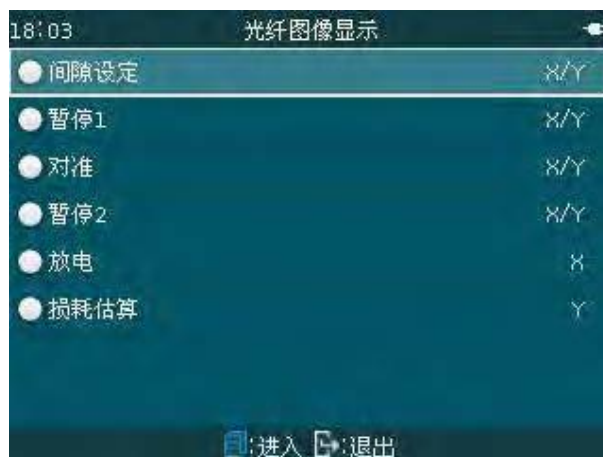 18:03 光纤图像显示
间隙设定 X/Y
暂停1 X/Y
对准 X/Y
暂停2 X/Y
放电 X
损耗估算 Y
:进入 :退出